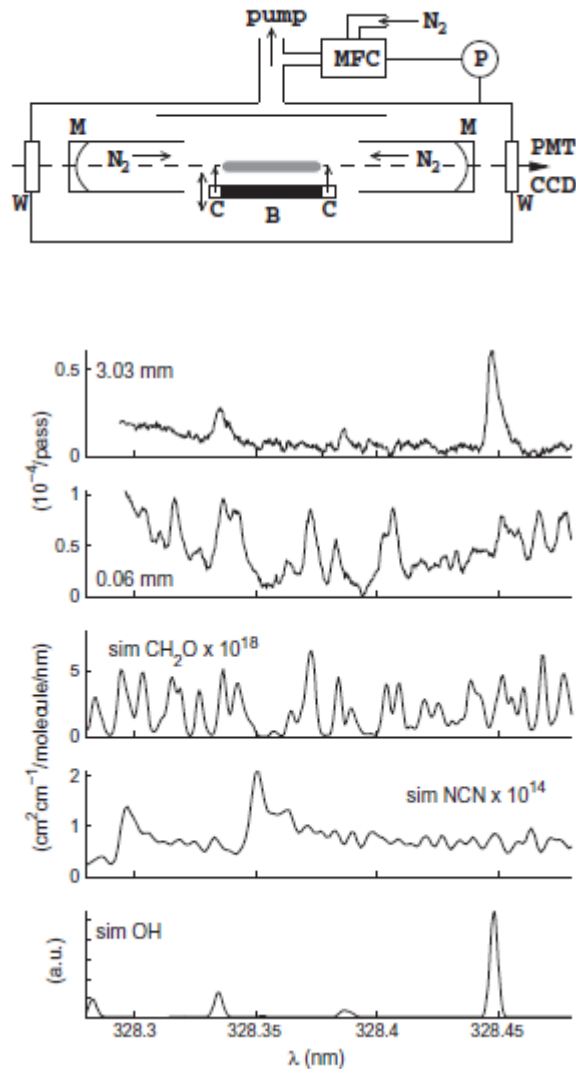 pump
N2
MFC
P
M
M
PMT
N2
N2
CCD
W
C
B
C
W
0.5
3.03 mm
0
(10−4/pass)
1
0.5
0.06 mm
0
sim CH2O x 10^18
5
0
(cm2cm−1/molecule/nm)
2
sim NCN x 10^14
1
0
sim OH
(a.u.)
328.3
328.35
328.4
328.45
λ (nm)